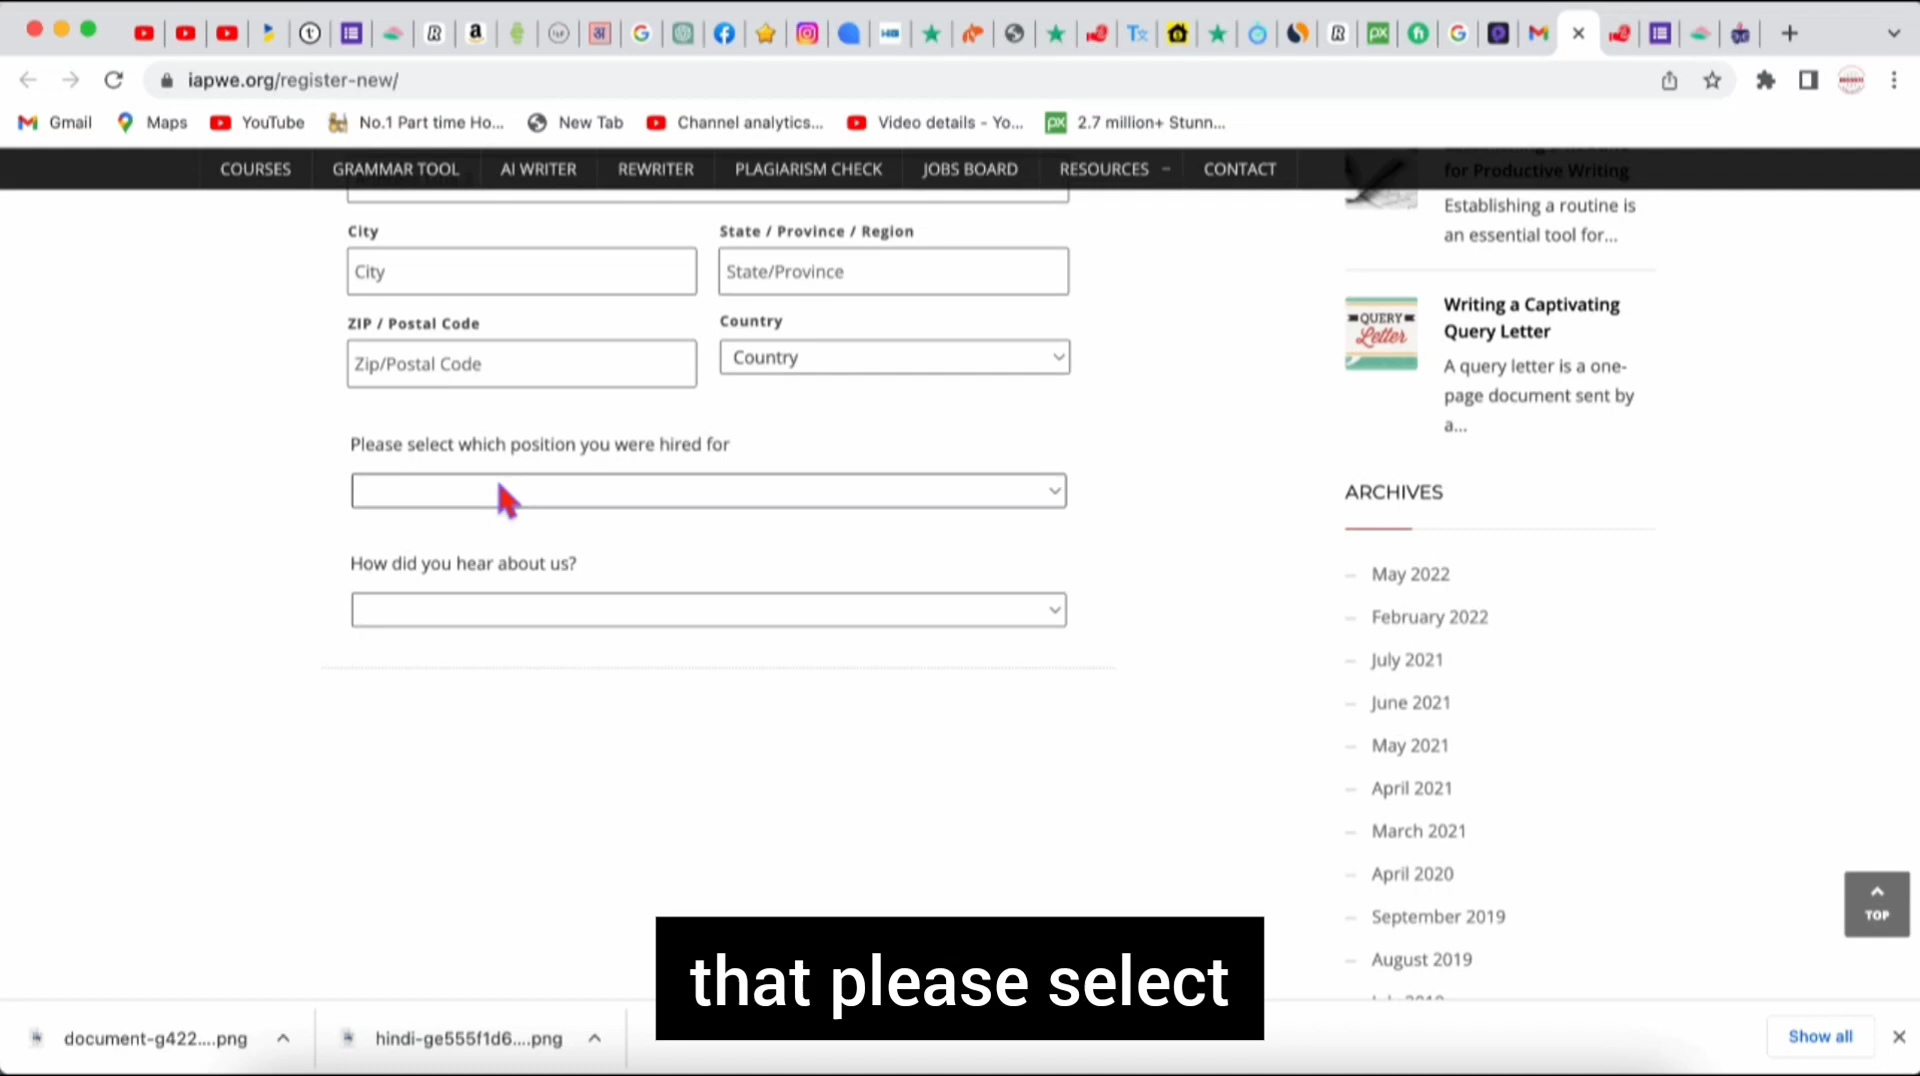 iapwe.org/register-new/
Gmail
Maps
YouTube
No.1 Part time Ho...
New Tab
Channel analytics...
Video details - Yo...
2.7 million+ Stunn...
COURSES
GRAMMAR TOOL
AI WRITER
REWRITER
PLAGIARISM CHECK
JOBS BOARD
RESOURCES
CONTACT
City
State / Province / Region
City
State/Province
ZIP / Postal Code
Country
Zip/Postal Code
Country
Please select which position you were hired for
How did you hear about us?
for Productive Writing
Establishing a routine is
an essential tool for...
QUERY
Letter
Writing a Captivating
Query Letter
A query letter is a one-
page document sent by
a...
ARCHIVES
May 2022
February 2022
July 2021
June 2021
May 2021
April 2021
March 2021
April 2020
September 2019
August 2019
TOP
that please select
document-g422....png
hindi-ge555f1d6....png
Show all